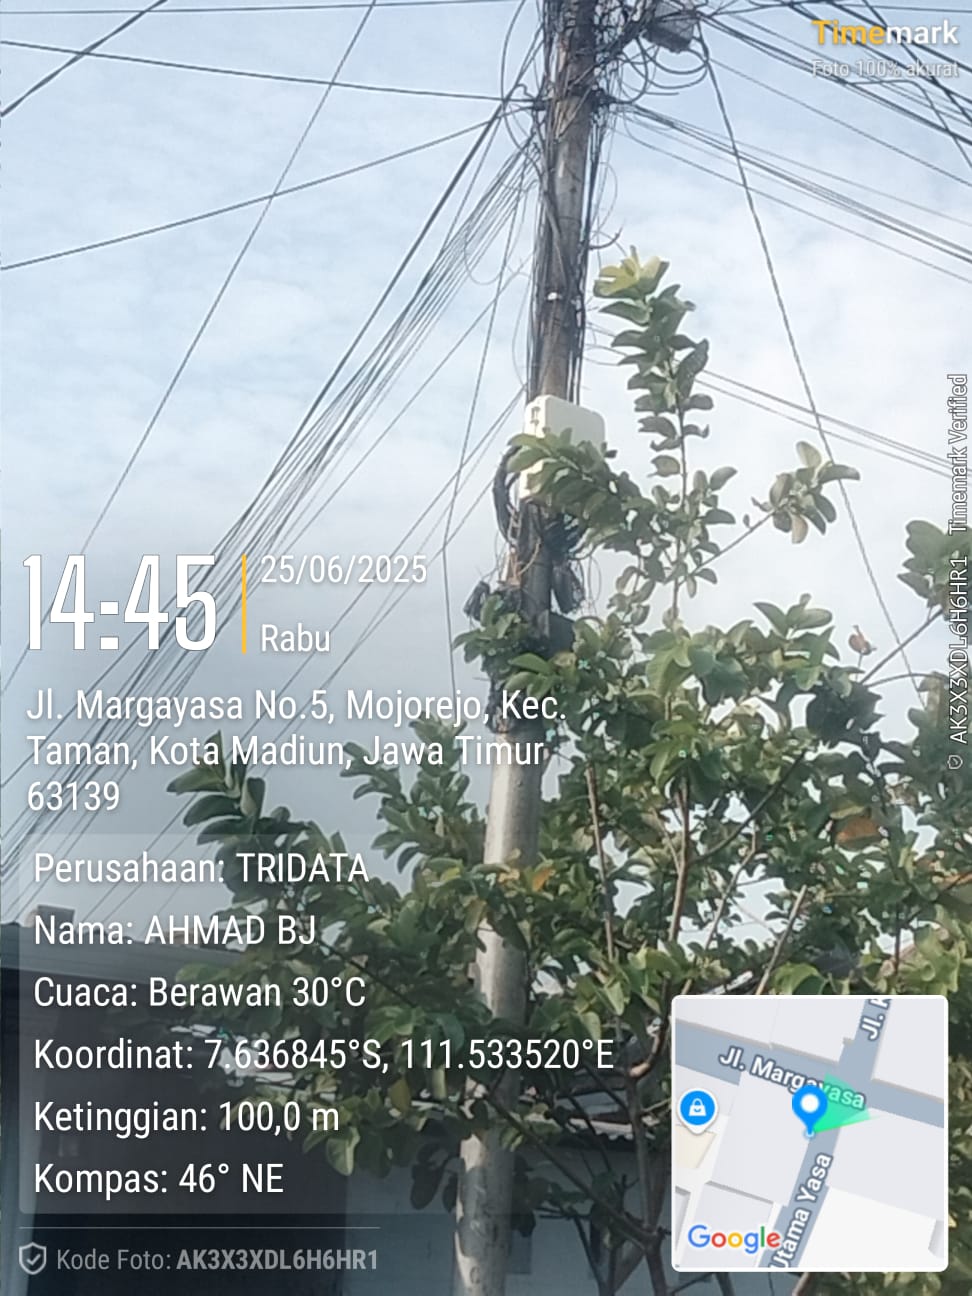 Timemark
Foto 100% akurat
14:45
25/06/2025
Rabu
Jl. Margayasa No.5, Mojorejo, Kec.
Taman, Kota Madiun, Jawa Timur
63139
Perusahaan: TRIDATA
Nama: AHMAD BJ
Cuaca: Berawan 30°C
Koordinat: 7.636845°S, 111.533520°E
Ketinggian: 100,0 m
Kompas: 46° NE
Kode Foto: AK3X3XDL6H6HR1
AK3X3XDL6H6HR1 Timemark Verified
Jl. Margayasa
Jl.
Utama Yasa
Google